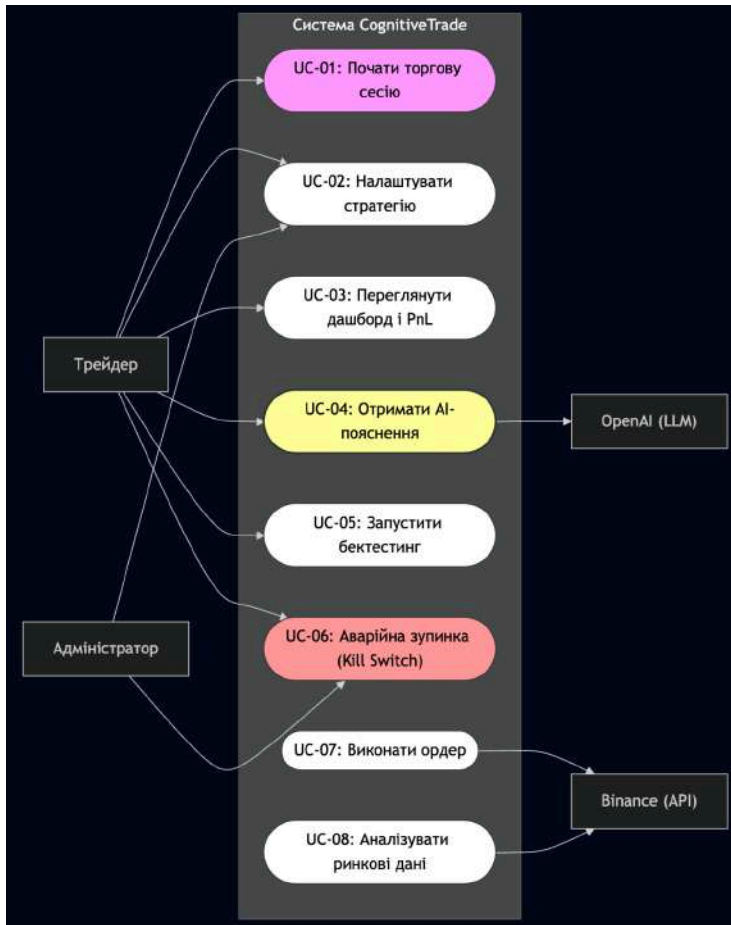 Система CognitiveTrade
UC-01: Почати торгову
сесію
UC-02: Налаштувати
стратегію
UC-03: Переглянути
дашборд і PnL
Трейдер
UC-04: Отримати AI-
пояснення
OpenAI (LLM)
UC-05: Запустити
бектестинг
Адміністратор
UC-06: Аварійна зупинка
(Kill Switch)
UC-07: Виконати ордер
Binance (API)
UC-08: Аналізувати
ринкові дані